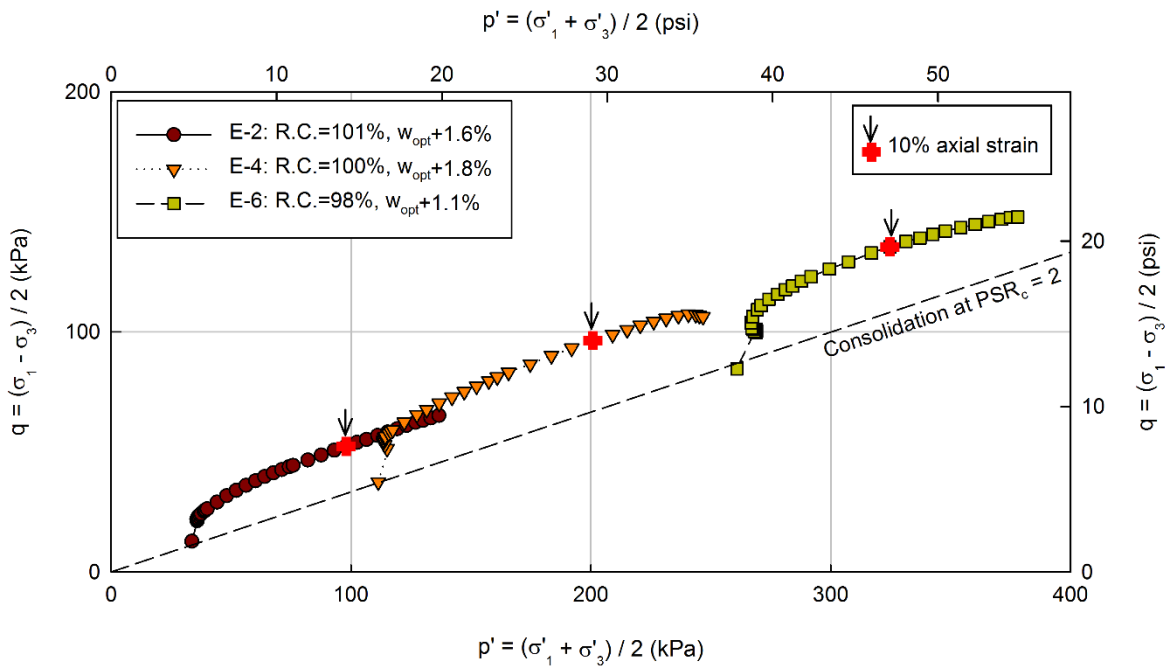 p' = (σ'₁ + σ'₃) / 2 (psi)
0 10 20 30 40 50
200
E-2: R.C.=101%, wₒₚₜ+1.6%
E-4: R.C.=100%, wₒₚₜ+1.8%
E-6: R.C.=98%, wₒₚₜ+1.1%
10% axial strain
q = (σ₁ - σ₃) / 2 (kPa)
100
0
Consolidation at PSR꜀ = 2
20
10
0
q = (σ₁ - σ₃) / 2 (psi)
0 100 200 300 400
p' = (σ'₁ + σ'₃) / 2 (kPa)